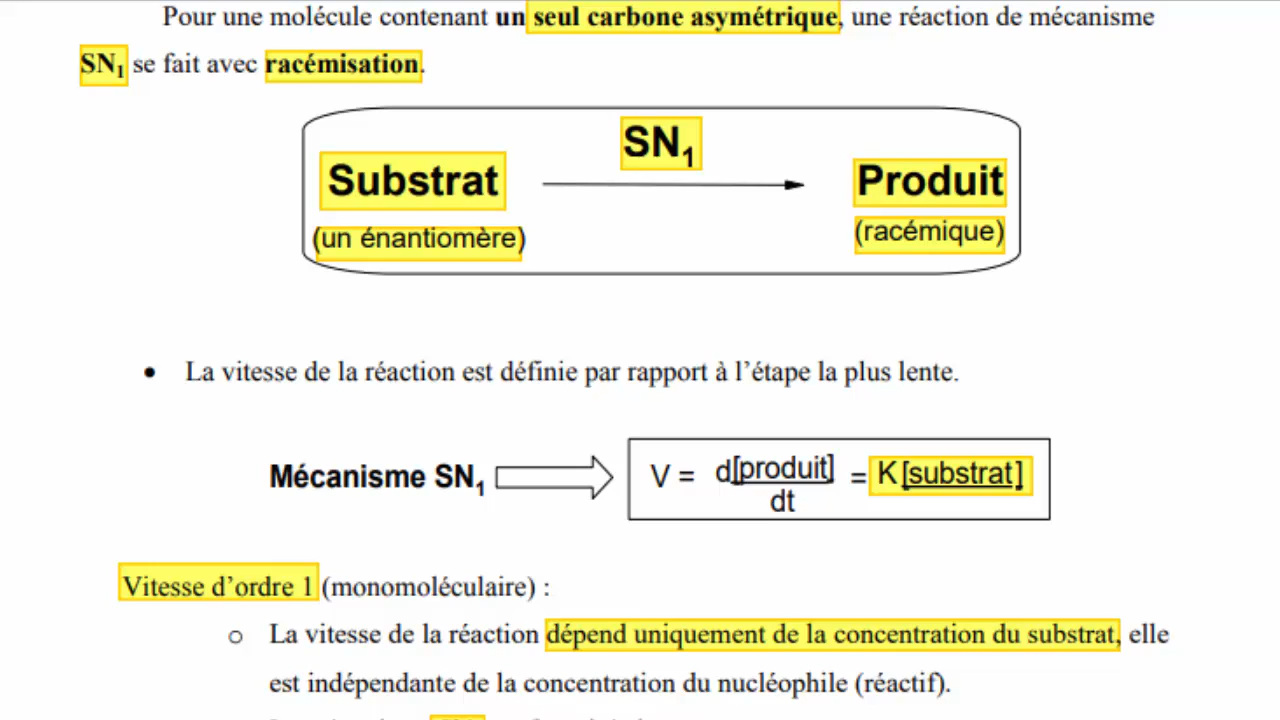 Pour une molécule contenant un seul carbone asymétrique, une réaction de mécanisme
SN1 se fait avec racémisation.
SN1
Substrat
Produit
(un énantiomère)
(racémique)
• La vitesse de la réaction est définie par rapport à l’étape la plus lente.
Mécanisme SN1
V = d[produit] = K[substrat]
dt
Vitesse d’ordre 1 (monomoléculaire) :
o La vitesse de la réaction dépend uniquement de la concentration du substrat, elle
est indépendante de la concentration du nucléophile (réactif).